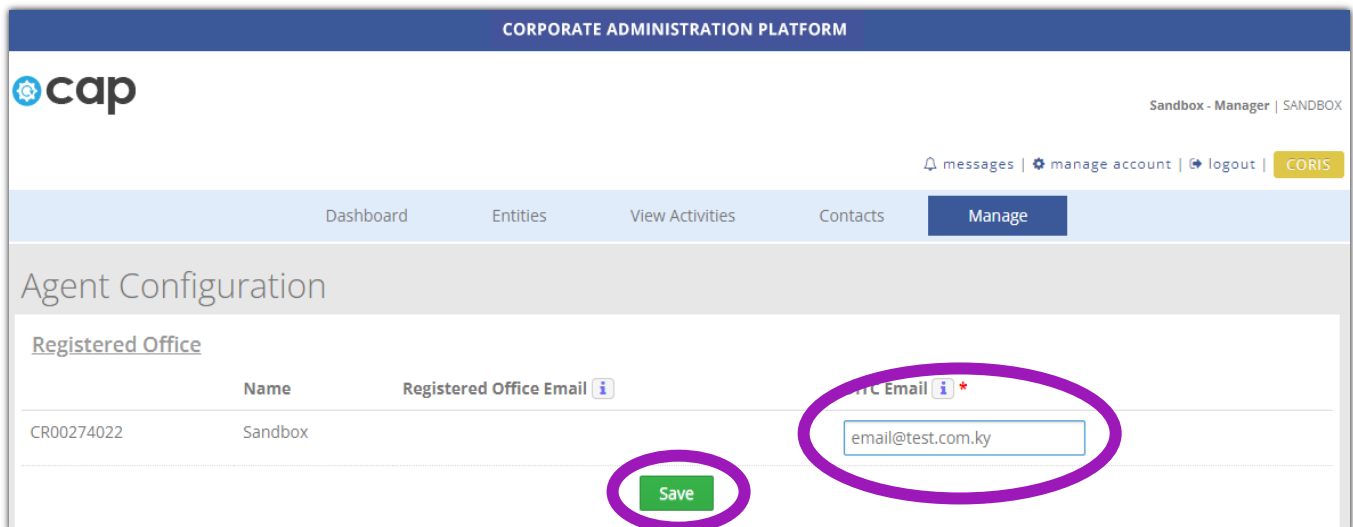 CORPORATE ADMINISTRATION PLATFORM
cap
Sandbox - Manager | SANDBOX
messages | manage account | logout | CORIS
Dashboard Entities View Activities Contacts Manage
Agent Configuration
Registered Office
Name Registered Office Email i Email i *
CR00274022 Sandbox email@test.com.ky
Save